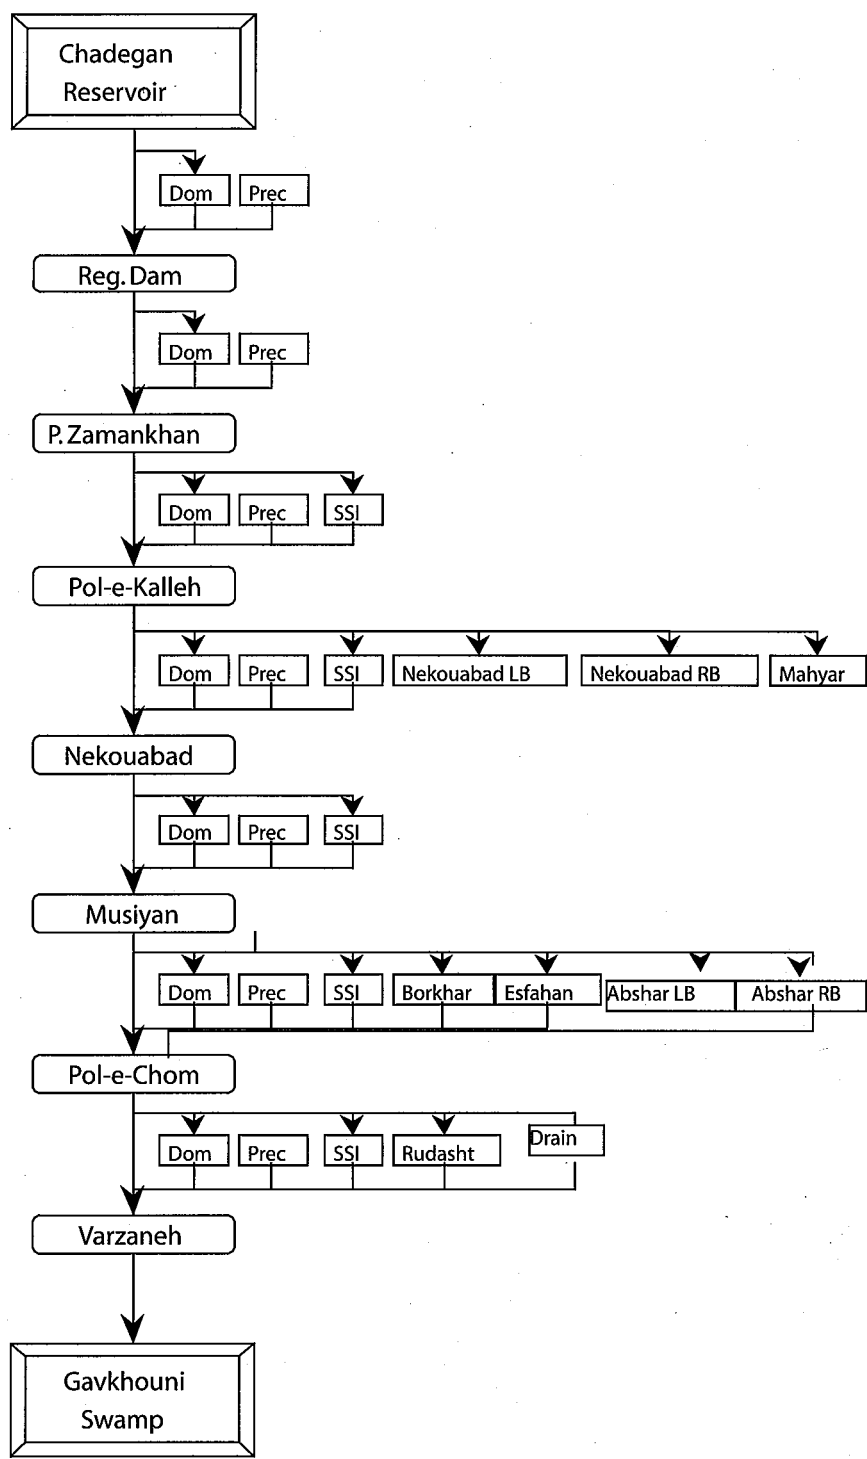 Chadegan
Reservoir
Dom Prec
Reg. Dam
Dom Prec
P. Zamankhan
Dom Prec SSI
Pol-e-Kalleh
Dom Prec SSI Nekouabad LB Nekouabad RB Mahyar
Nekouabad
Dom Prec SSI
Musiyan
Dom Prec SSI Borkhar Esfahan Abshar LB Abshar RB
Pol-e-Chom
Dom Prec SSI Rudasht Drain
Varzaneh
Gavkhouni
Swamp